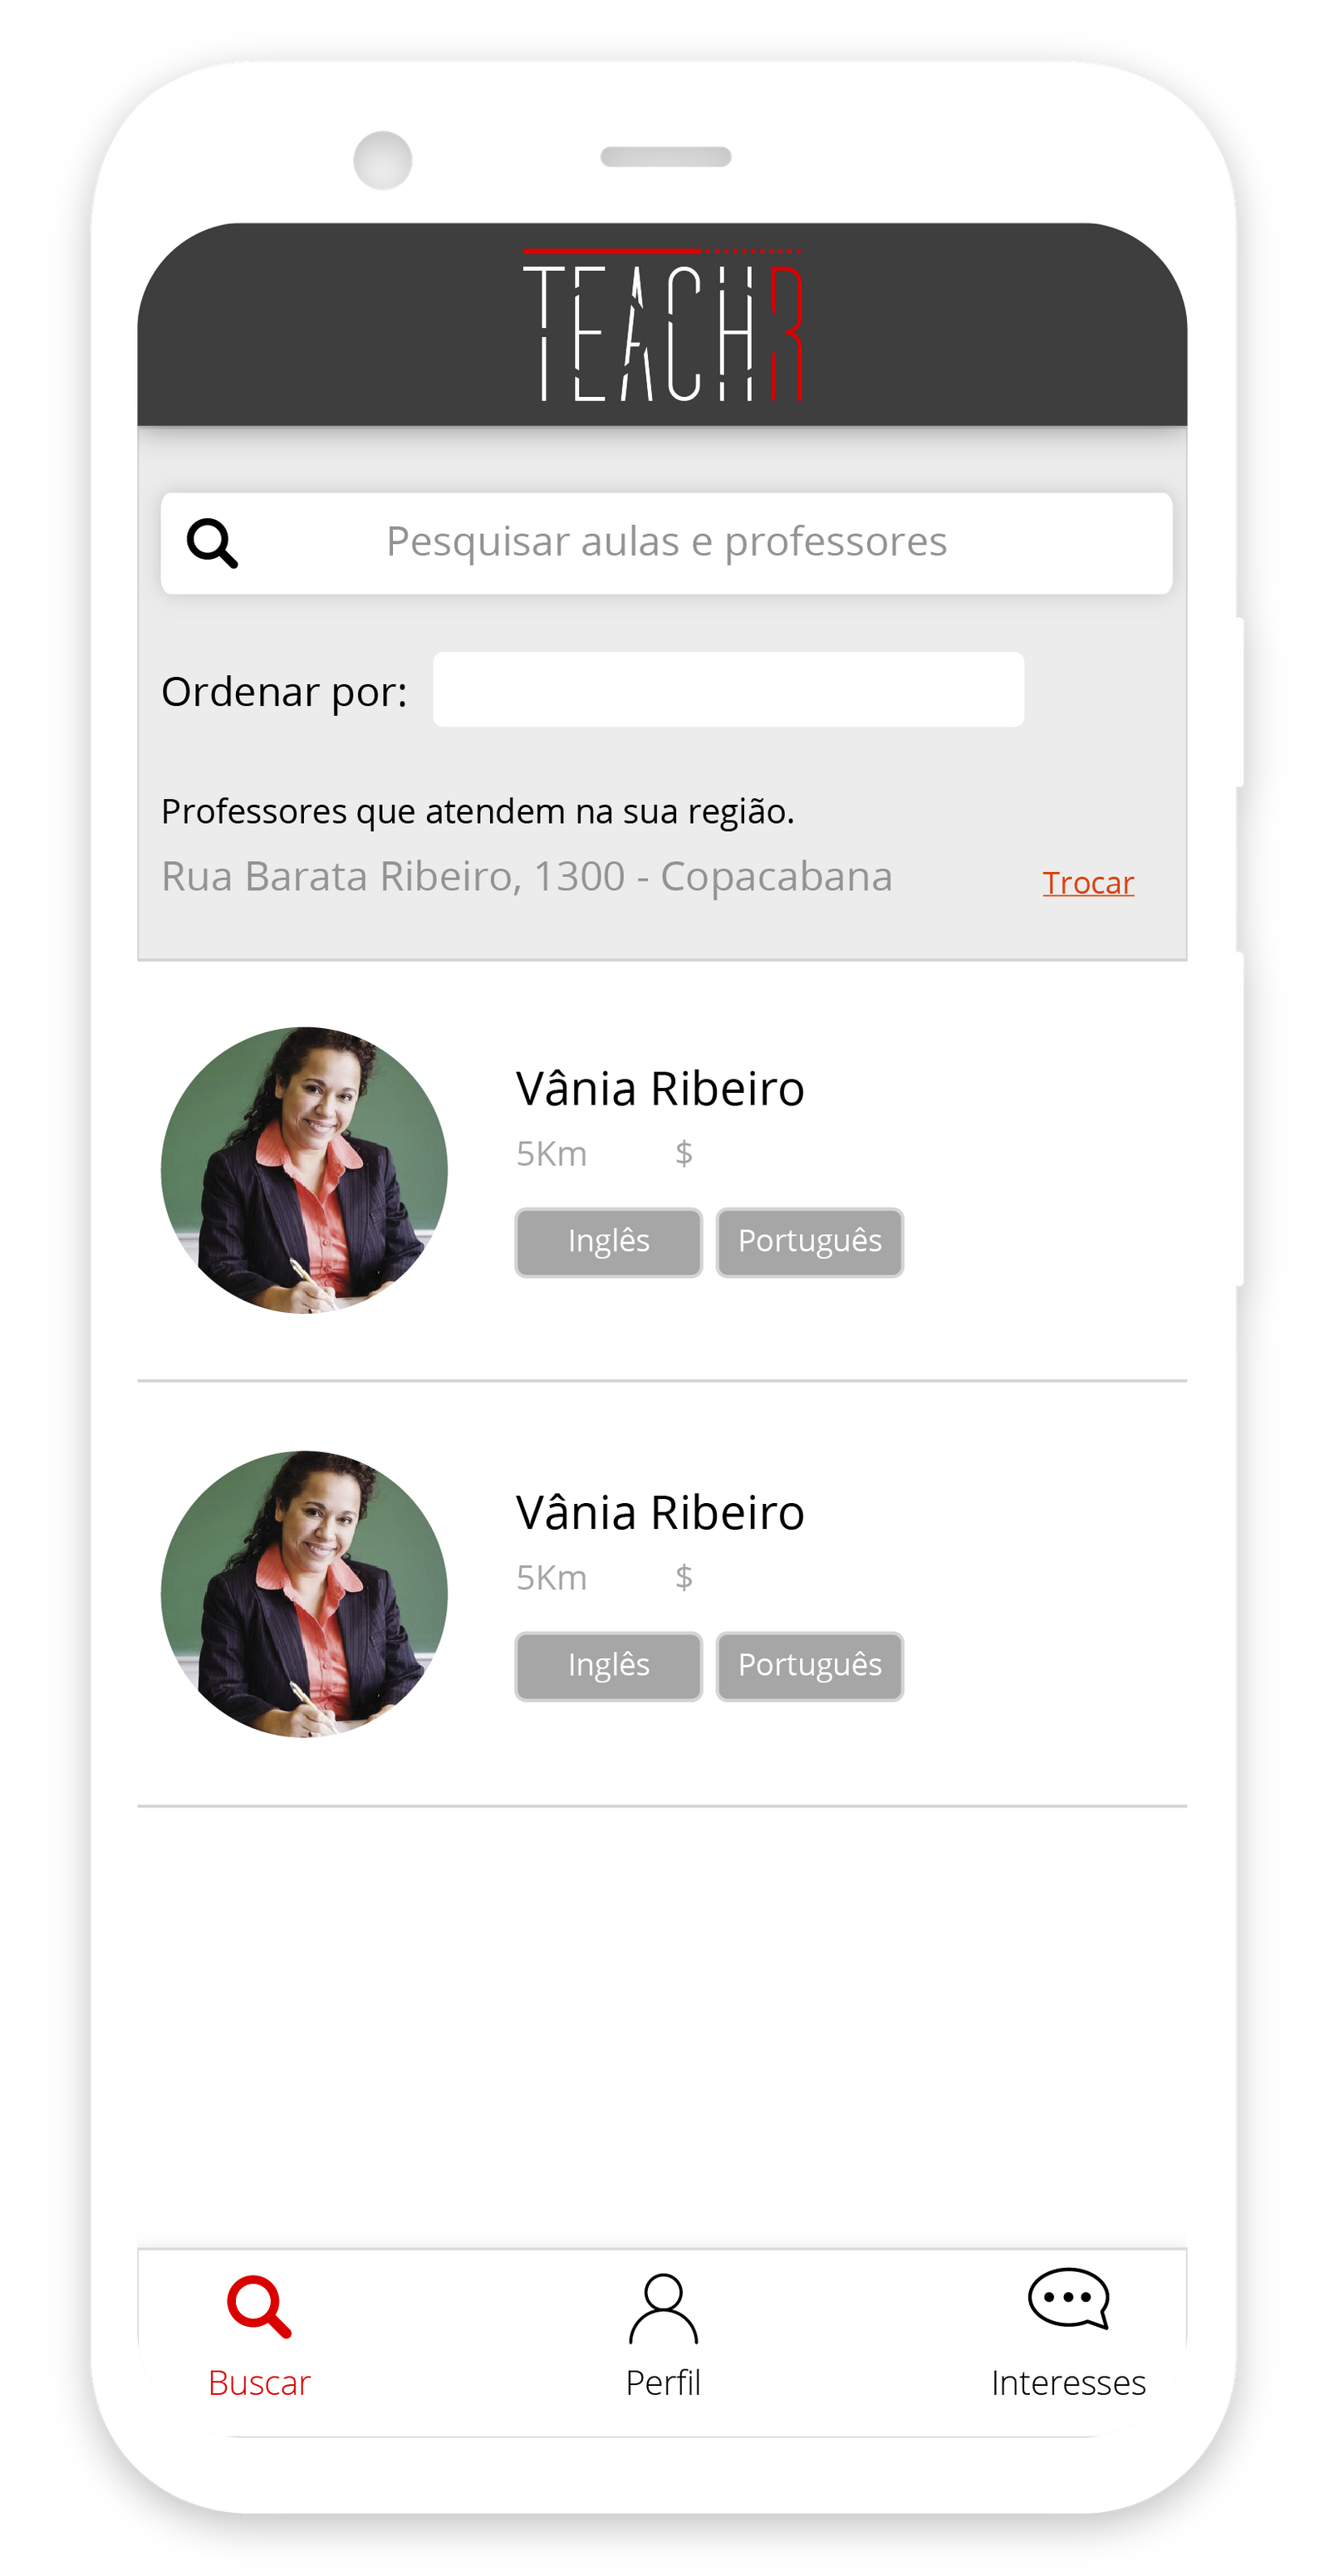 TEACHR
Pesquisar aulas e professores
Ordenar por:
Professores que atendem na sua região.
Rua Barata Ribeiro, 1300 - Copacabana
Trocar
Vânia Ribeiro
5Km $
Inglês Português
Vânia Ribeiro
5Km $
Inglês Português
Buscar Perfil Interesses